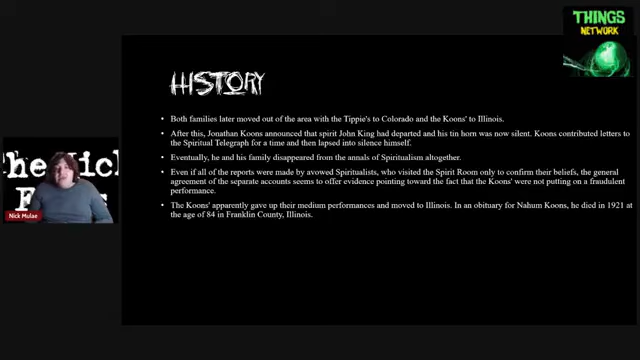 THINGS
NETWORK
HISTORY
• Both families later moved out of the area with the Tippie's to Colorado and the Koons' to Illinois.
• After this, Jonathan Koons announced that spirit John King had departed and his tin horn was now silent. Koons contributed letters
to the Spiritual Telegraph for a time and then lapsed into silence himself.
• Eventually, he and his family disappeared from the annals of Spiritualism altogether.
• Even if all of the reports were made by avowed Spiritualists, who visited the Spirit Room only to confirm their beliefs, the general
agreement of the separate accounts seems to offer evidence pointing toward the fact that the Koons' were not putting on a fraudulent
performance.
• The Koons' apparently gave up their medium performances and moved to Illinois. In an obituary for Nahum Koons, he died in 1921 at
the age of 84 in Franklin County, Illinois.
Nick Mulae